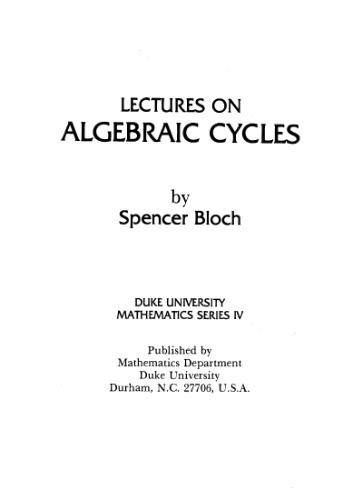 LECTURES ON
ALGEBRAIC CYCLES
by
Spencer Bloch
DUKE UNIVERSITY
MATHEMATICS SERIES IV
Published by
Mathematics Department
Duke University
Durham, N.C. 27706, U.S.A.